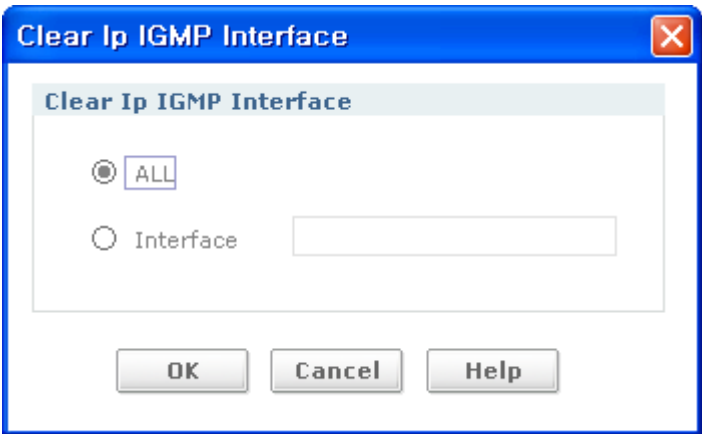 Clear Ip IGMP Interface
Clear Ip IGMP Interface
ALL
Interface
OK Cancel Help